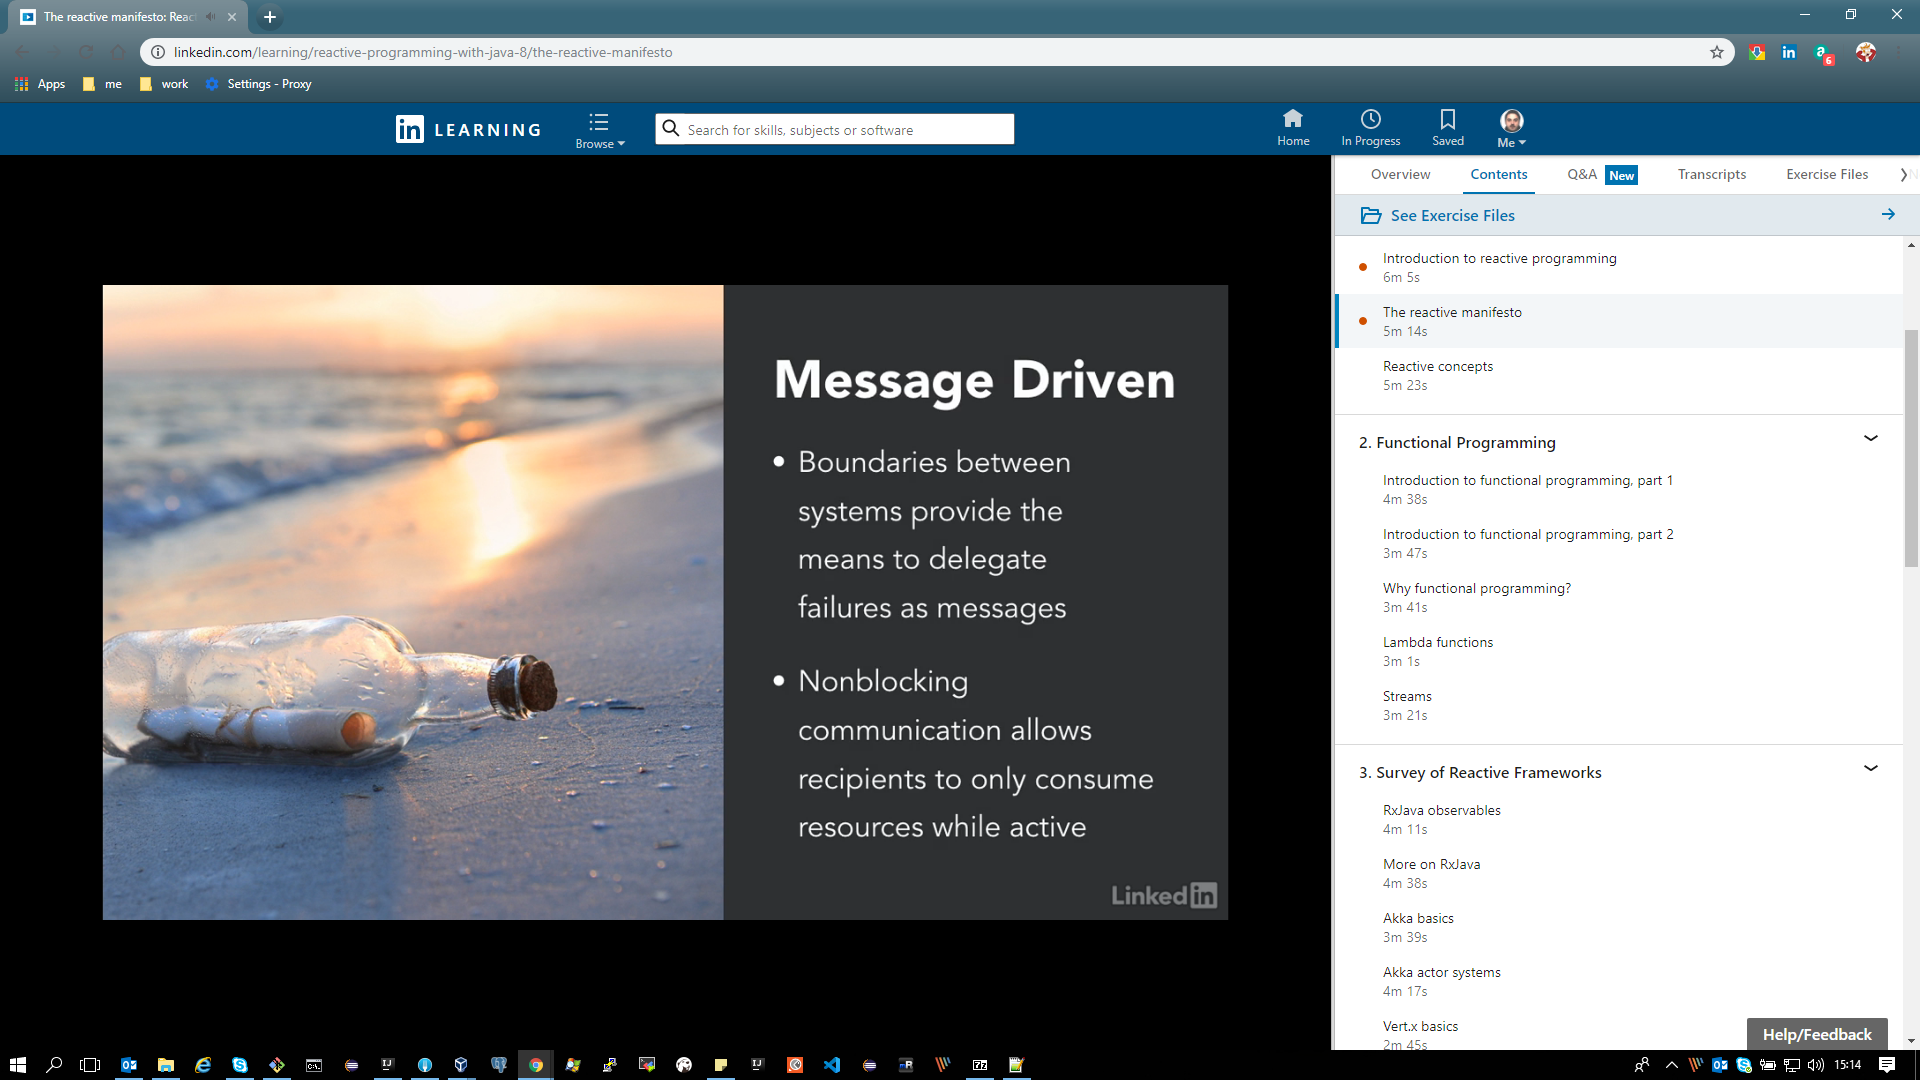 The reactive manifesto: Reac
linkedin.com/learning/reactive-programming-with-java-8/the-reactive-manifesto
6
Apps
me
work
Settings - Proxy
in LEARNING
Browse
Search for skills, subjects or software
Home
In Progress
Saved
Me
Overview
Contents
Q&A New
Transcripts
Exercise Files
See Exercise Files
Introduction to reactive programming
6m 5s
The reactive manifesto
5m 14s
Reactive concepts
5m 23s
2. Functional Programming
Introduction to functional programming, part 1
4m 38s
Introduction to functional programming, part 2
3m 47s
Why functional programming?
3m 41s
Lambda functions
3m 1s
Streams
3m 21s
3. Survey of Reactive Frameworks
RxJava observables
4m 11s
More on RxJava
4m 38s
Akka basics
3m 39s
Akka actor systems
4m 17s
Vert.x basics
2m 45s
Help/Feedback
Message Driven
• Boundaries between
systems provide the
means to delegate
failures as messages
• Nonblocking
communication allows
recipients to only consume
resources while active
Linked in
15:14